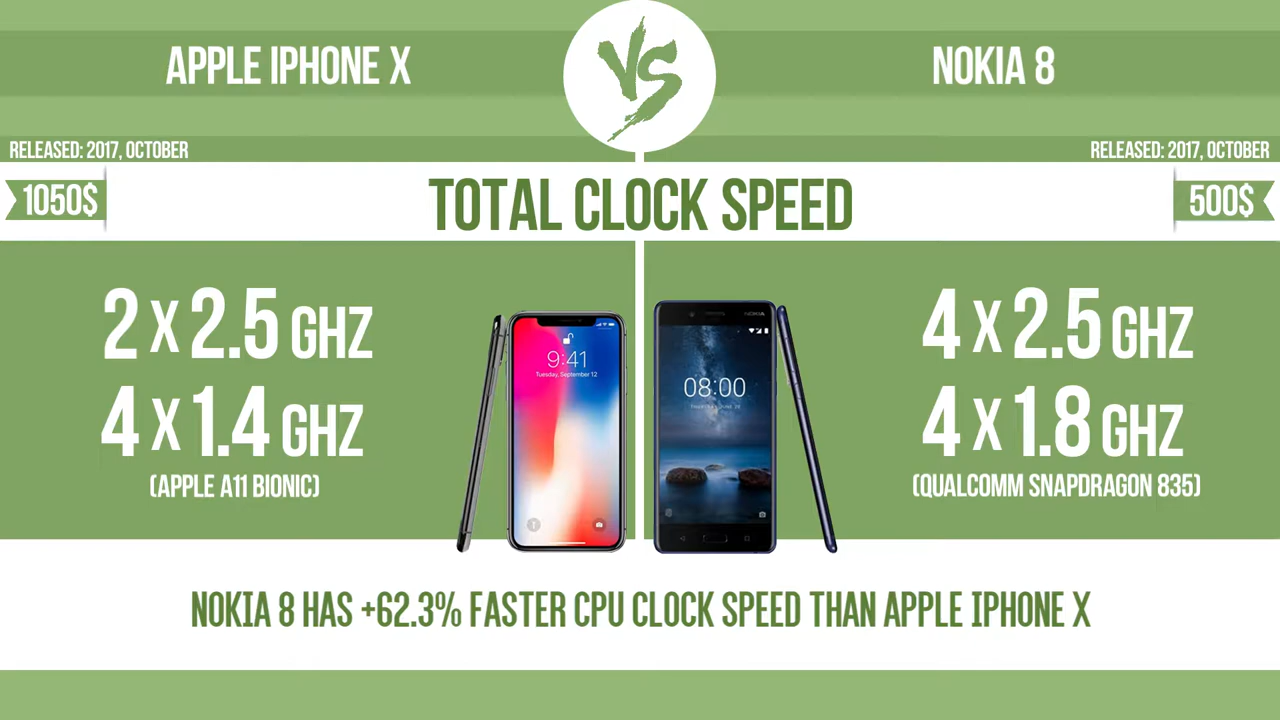 APPLE IPHONE X
VS
NOKIA 8
RELEASED: 2017, OCTOBER
RELEASED: 2017, OCTOBER
1050$
TOTAL CLOCK SPEED
500$
2 X 2.5 GHZ
4 X 1.4 GHZ
(APPLE A11 BIONIC)
9:41
Tuesday, September 12
NOKIA
08:00
4 X 2.5 GHZ
4 X 1.8 GHZ
(QUALCOMM SNAPDRAGON 835)
NOKIA 8 HAS +62.3% FASTER CPU CLOCK SPEED THAN APPLE IPHONE X